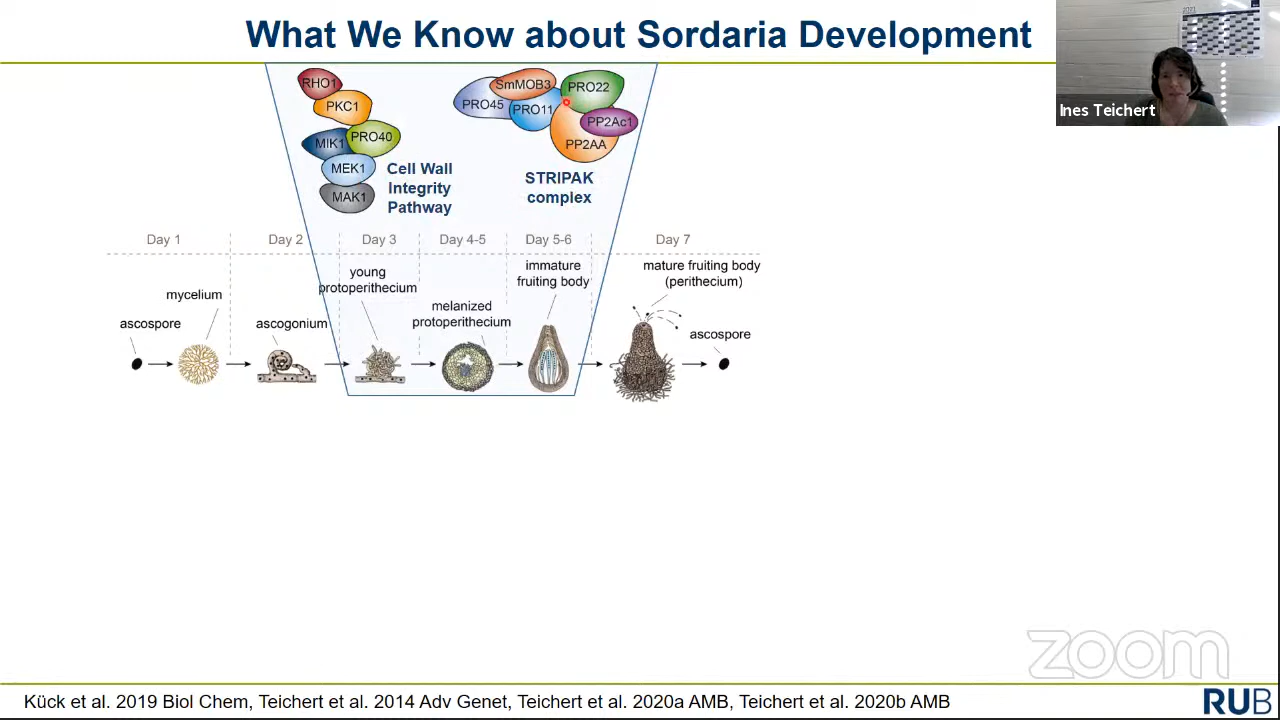 What We Know about Sordaria Development
2021
Ines Teichert
RHO1
PKC1
MIK1
PRO40
MEK1
MAK1
Cell Wall
Integrity
Pathway
SmMOB3
PRO45
PRO11
PRO22
PP2Ac1
PP2AA
STRIPAK
complex
Day 1
Day 2
Day 3
Day 4-5
Day 5-6
Day 7
ascospore
mycelium
ascogonium
young
protoperithecium
melanized
protoperithecium
immature
fruiting body
mature fruiting body
(perithecium)
ascospore
zoom
Kück et al. 2019 Biol Chem, Teichert et al. 2014 Adv Genet, Teichert et al. 2020a AMB, Teichert et al. 2020b AMB
RUB